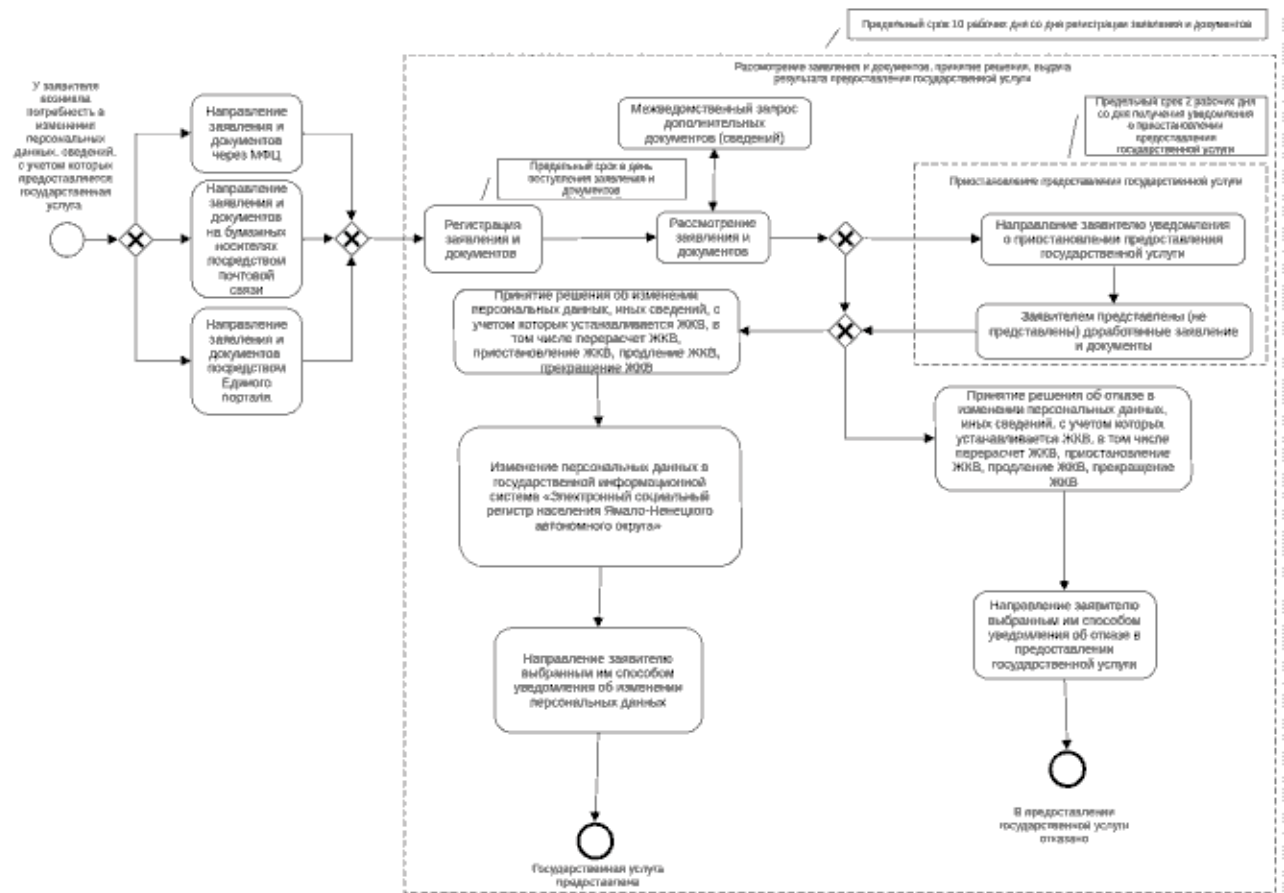 Предельный срок 10 рабочих дня со дня регистрации заявления и документов
Рассмотрение заявления и документов, принятие решения, выдача
результата предоставления государственной услуги
У заявителя
возникла
потребность в
изменении
персональных
данных, сведений,
с учетом которых
предоставляется
государственная
услуга
Направление
заявления и
документов
через МФЦ
Направление
заявления и
документов
на бумажных
носителях
посредством
почтовой
связи
Направление
заявления и
документов
посредством
Единого
портала
Предельный срок в день
поступления заявления и
документов
Регистрация
заявления и
документов
Межведомственный запрос
дополнительных
документов (сведений)
Рассмотрение
заявления и
документов
Предельный срок 2 рабочих дня
со дня получения уведомления
о приостановлении
предоставления
государственной услуги
Приостановление предоставления государственной услуги
Направление заявителю уведомления
о приостановлении предоставления
государственной услуги
Заявителем представлены (не
представлены) доработанные заявление
и документы
Принятие решения об изменении
персональных данных, иных сведений, с
учетом которых устанавливается ЖКВ, в
том числе перерасчет ЖКВ,
приостановление ЖКВ, продление ЖКВ,
прекращение ЖКВ
Изменение персональных данных в
государственной информационной
система «Электронный социальный
регистр населения Ямало-Ненецкого
автономного округа»
Направление заявителю
выбранным им способом
уведомления об изменении
персональных данных
Государственная услуга
предоставлена
Принятие решения об отказе в
изменении персональных данных,
иных сведений, с учетом которых
устанавливается ЖКВ, в том числе
перерасчет ЖКВ, приостановление
ЖКВ, продление ЖКВ, прекращение
ЖКВ
Направление заявителю
выбранным им способом
уведомления об отказе в
предоставлении
государственной услуги
В предоставлении
государственной услуги
отказано